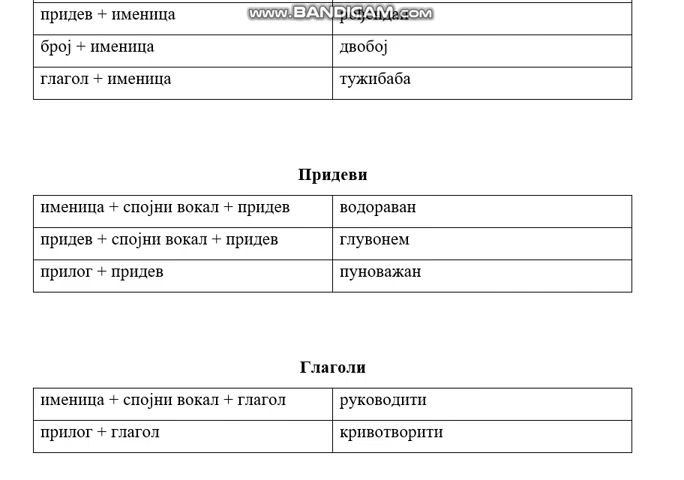 www.BANDICAM.com
придев + именица рођендан
број + именица двобој
глагол + именица тужибаба
Придеви
именица + спојни вокал + придев водораван
придев + спојни вокал + придев глувонем
прилог + придев пуноважан
Глаголи
именица + спојни вокал + глагол руководити
прилог + глагол кривотворити